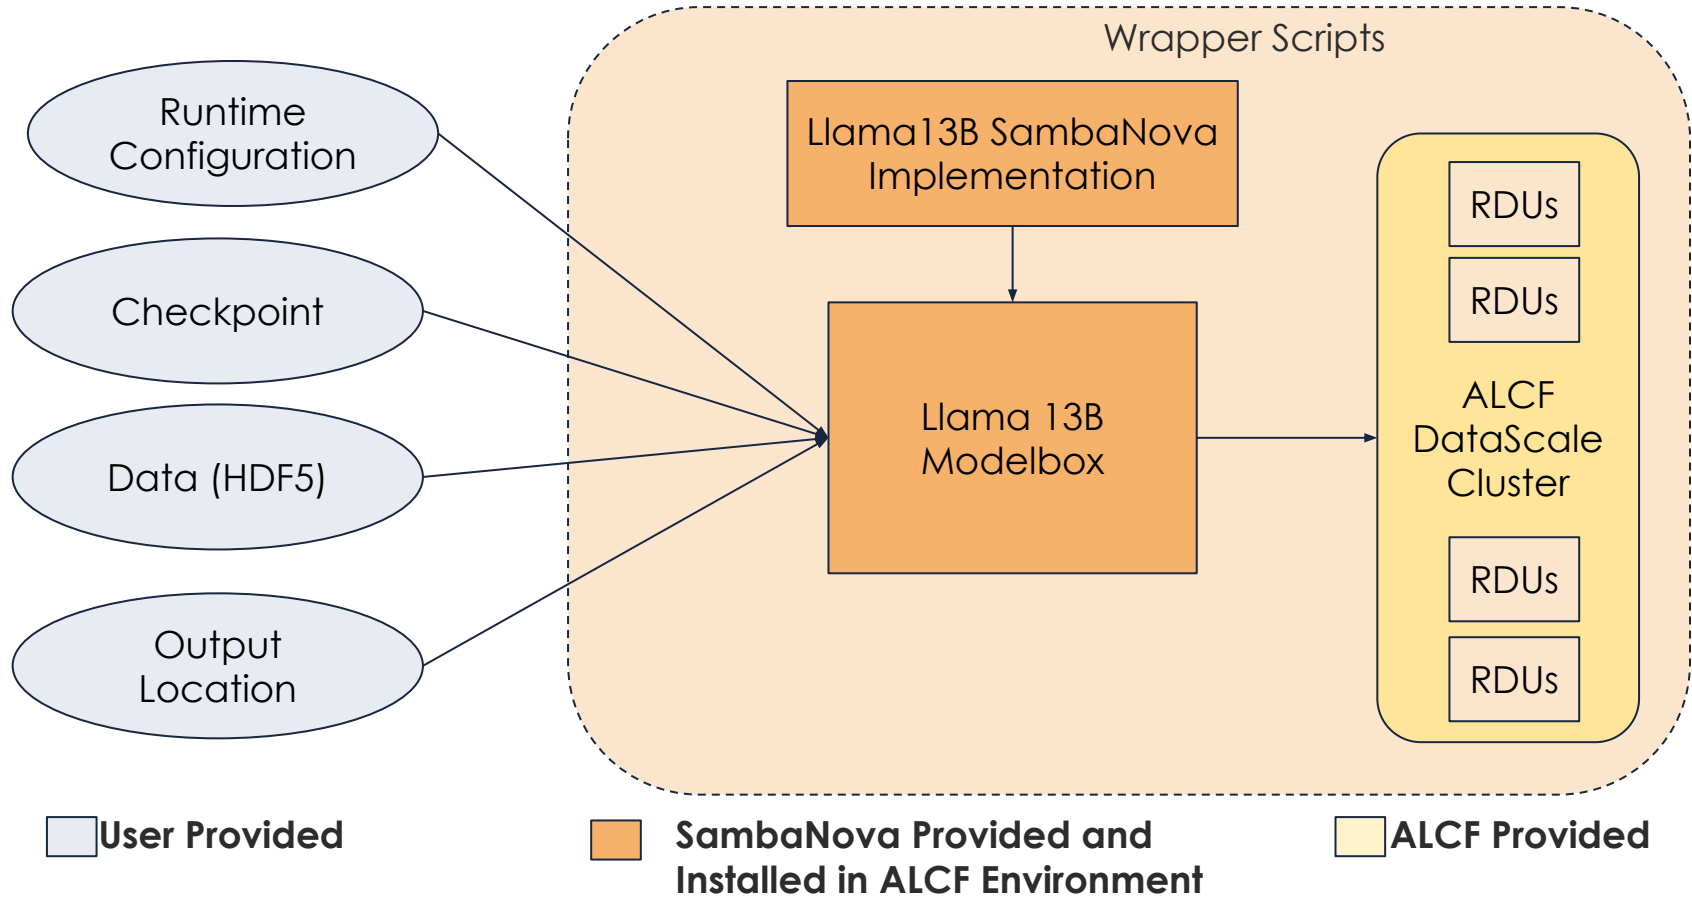 Wrapper Scripts
Runtime
Configuration
Checkpoint
Data (HDF5)
Output
Location
Llama13B SambaNova
Implementation
Llama 13B
Modelbox
RDUs
RDUs
ALCF
DataScale
Cluster
RDUs
RDUs
User Provided
SambaNova Provided and
Installed in ALCF Environment
ALCF Provided